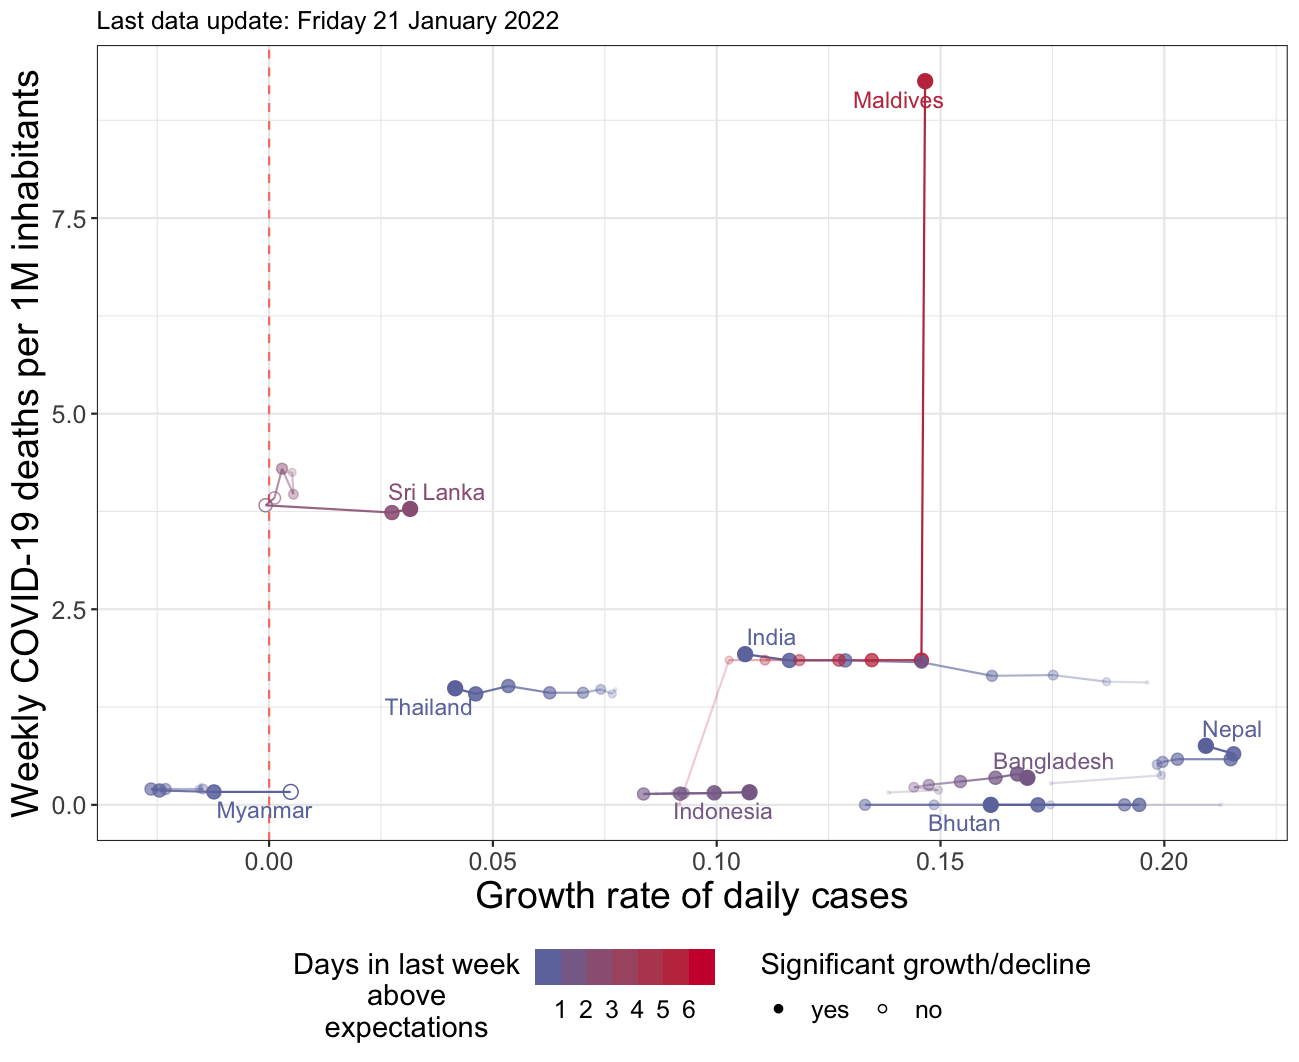 Last data update: Friday 21 January 2022
Weekly COVID-19 deaths per 1M inhabitants
7.5
5.0
2.5
0.0
Maldives
Sri Lanka
India
Thailand
Nepal
Bangladesh
Myanmar
Indonesia
Bhutan
0.00 0.05 0.10 0.15 0.20
Growth rate of daily cases
Days in last week
above
expectations
1 2 3 4 5 6
Significant growth/decline
yes no